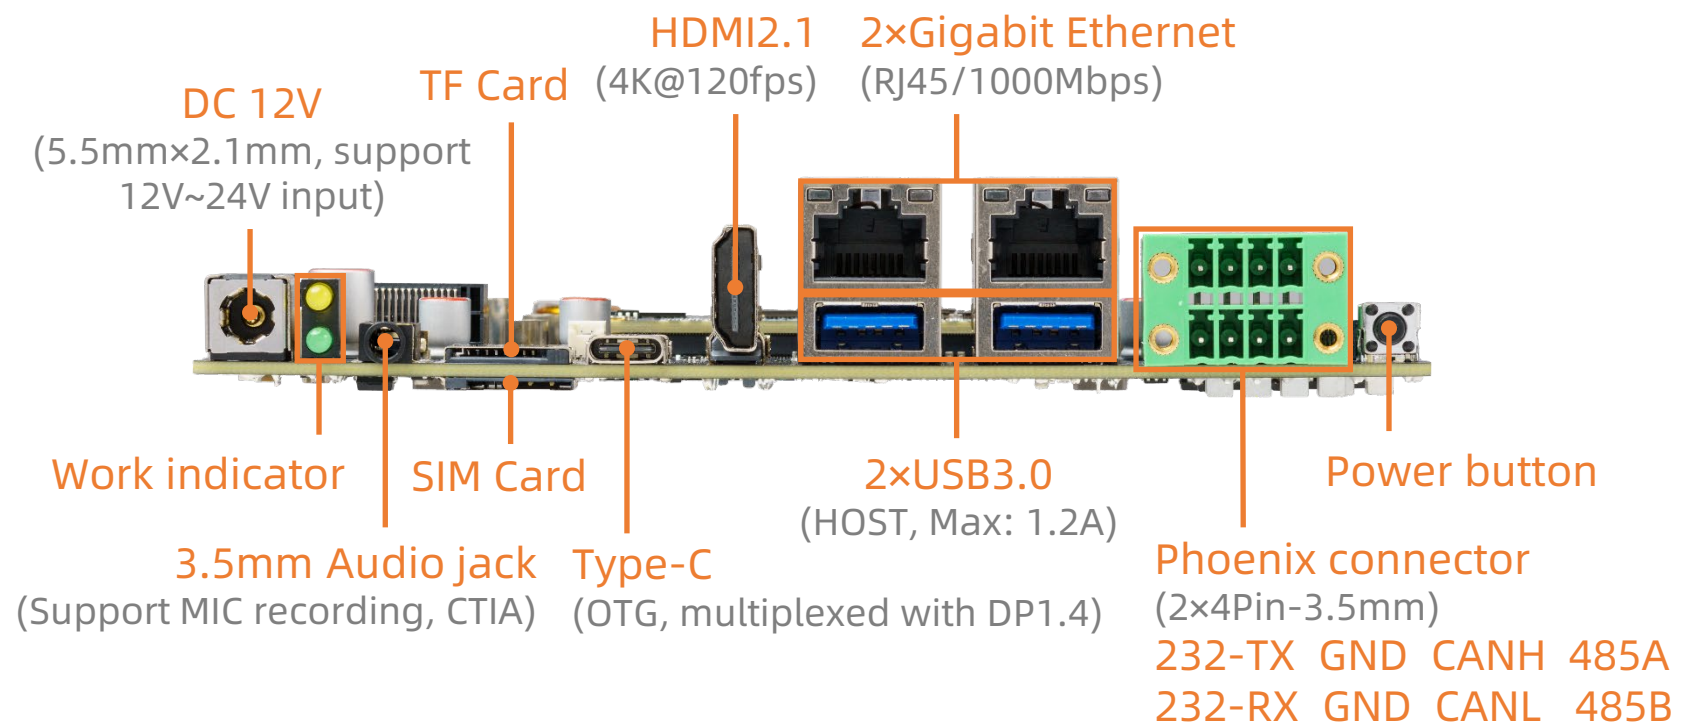 HDMI2.1
(4K@120fps)
2×Gigabit Ethernet
(RJ45/1000Mbps)
TF Card
DC 12V
(5.5mm×2.1mm, support
12V~24V input)
Work indicator
SIM Card
2×USB3.0
(HOST, Max: 1.2A)
Power button
3.5mm Audio jack
(Support MIC recording, CTIA)
Type-C
(OTG, multiplexed with DP1.4)
Phoenix connector
(2×4Pin-3.5mm)
232-TX GND CANH 485A
232-RX GND CANL 485B